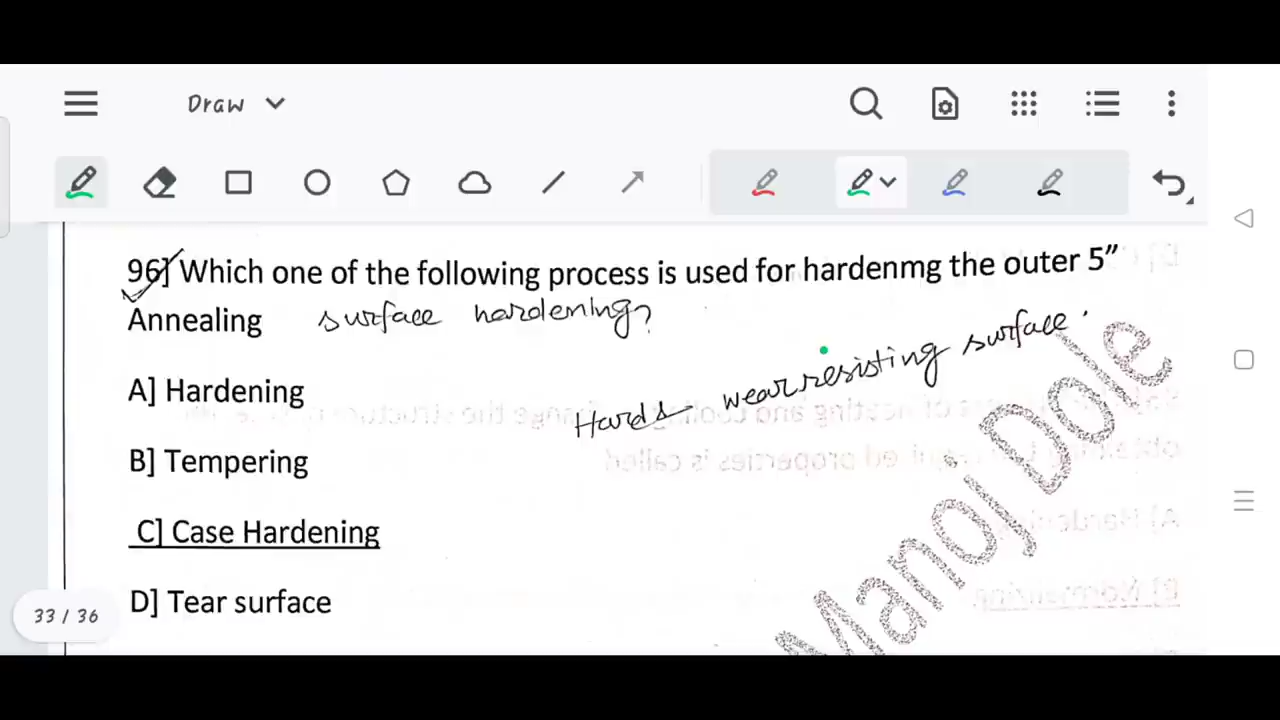 Draw
96] Which one of the following process is used for hardenmg the outer 5”
Annealing surface hardening?
Hard & wear resisting surface.
A] Hardening
B] Tempering
C] Case Hardening
D] Tear surface
33 / 36
Manoj Dole